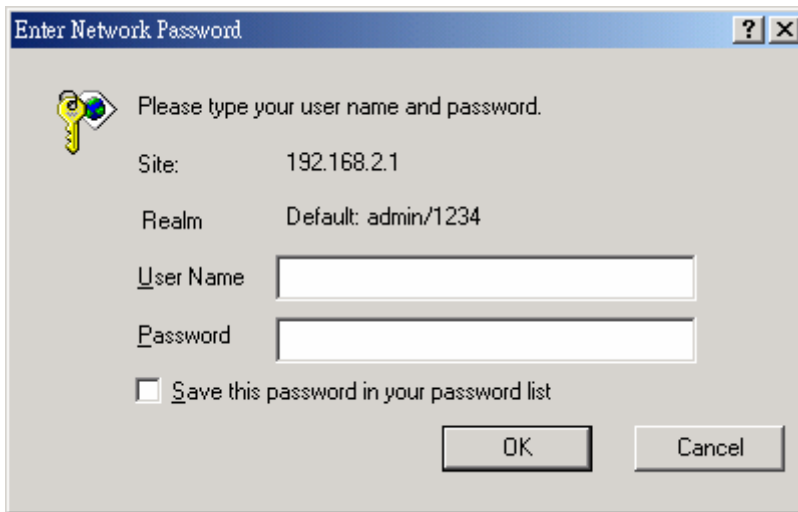 Enter Network Password
Please type your user name and password.
Site: 192.168.2.1
Realm Default: admin/1234
User Name
Password
Save this password in your password list
OK Cancel